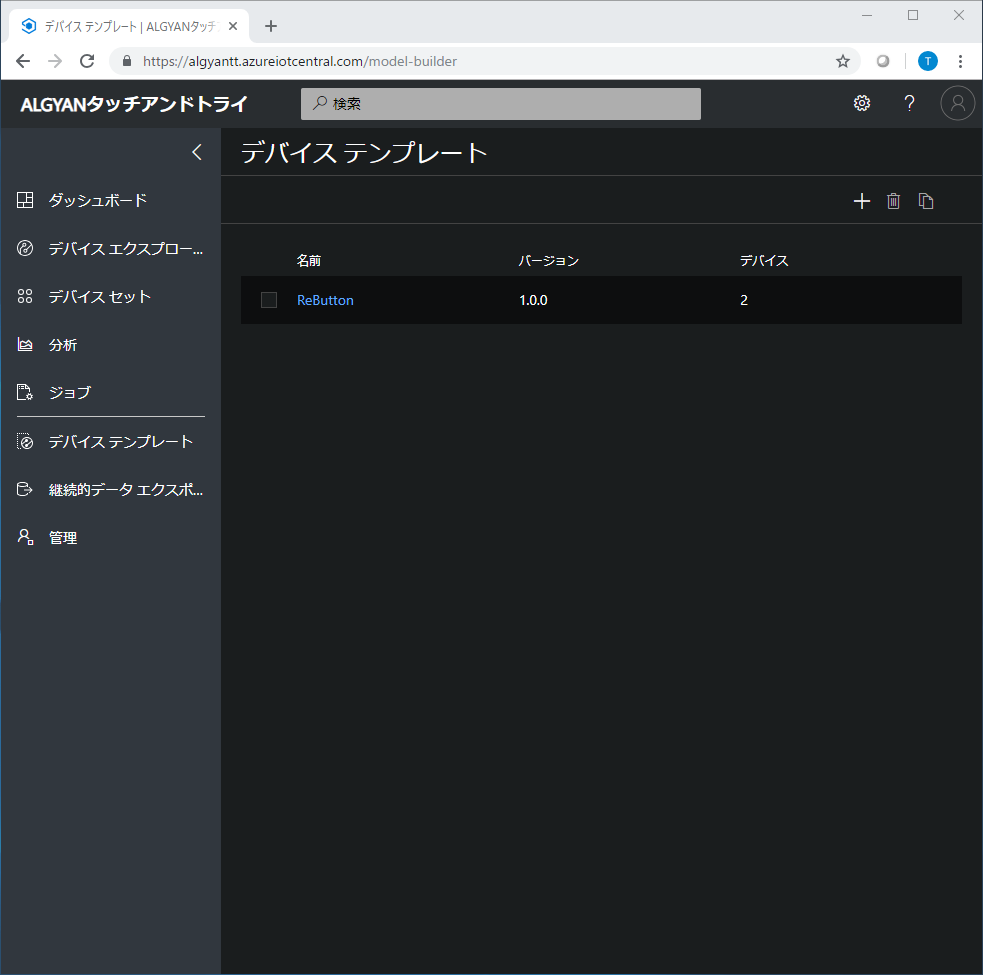 デバイス テンプレート | ALGYANタッチ
https://algyantt.azureiotcentral.com/model-builder
T
ALGYANタッチアンドトライ
検索
デバイス テンプレート
ダッシュボード
デバイス エクスプロー...
デバイス セット
分析
ジョブ
デバイス テンプレート
継続的データ エクスポ...
管理
名前 バージョン デバイス
ReButton 1.0.0 2